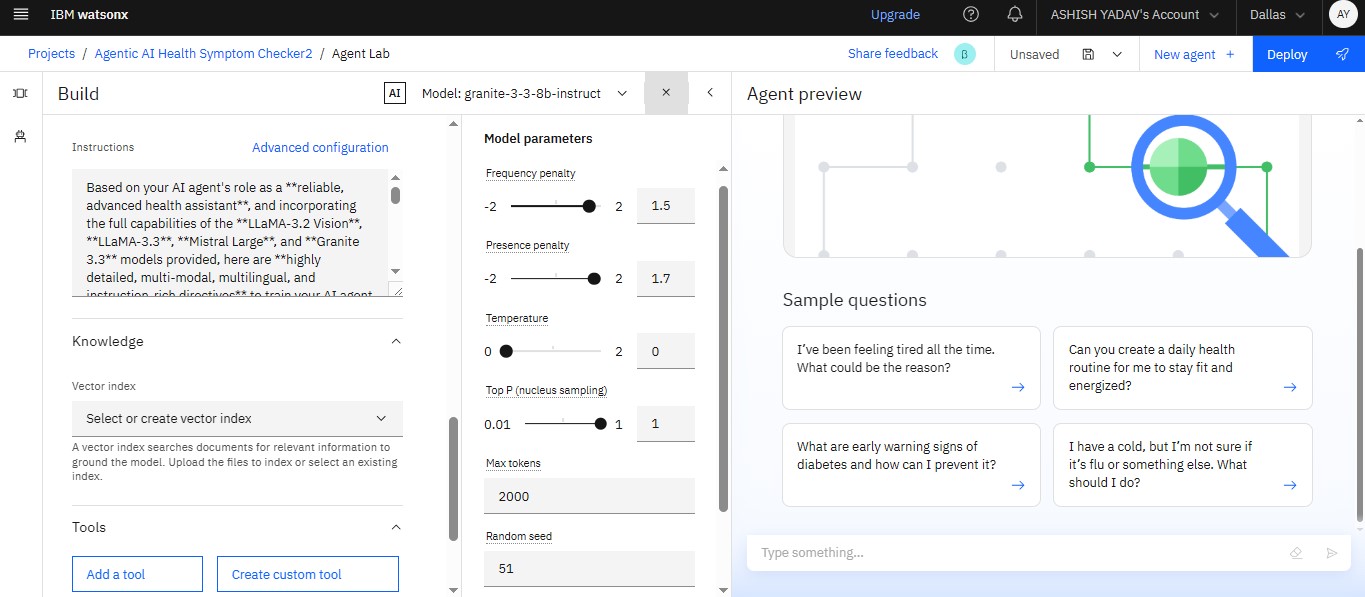 IBM watsonx
Upgrade
ASHISH YADAV's Account
Dallas
AY
Projects / Agentic AI Health Symptom Checker2 / Agent Lab
Share feedback
β
Unsaved
New agent +
Deploy
Build
AI
Model: granite-3-3-8b-instruct
Agent preview
Instructions
Advanced configuration
Based on your AI agent's role as a **reliable,
advanced health assistant**, and incorporating
the full capabilities of the **LLaMA-3.2 Vision**,
**LLaMA-3.3**, **Mistral Large**, and **Granite
3.3** models provided, here are **highly
detailed, multi-modal, multilingual, and
instruction-rich directives** to train your AI agent
Knowledge
Vector index
Select or create vector index
A vector index searches documents for relevant information to
ground the model. Upload the files to index or select an existing
index.
Tools
Add a tool
Create custom tool
Model parameters
Frequency penalty
-2 2 1.5
Presence penalty
-2 2 1.7
Temperature
0 2 0
Top P (nucleus sampling)
0.01 1 1
Max tokens
2000
Random seed
51
Sample questions
I've been feeling tired all the time.
What could be the reason?
Can you create a daily health
routine for me to stay fit and
energized?
What are early warning signs of
diabetes and how can I prevent it?
I have a cold, but I'm not sure if
it's flu or something else. What
should I do?
Type something...